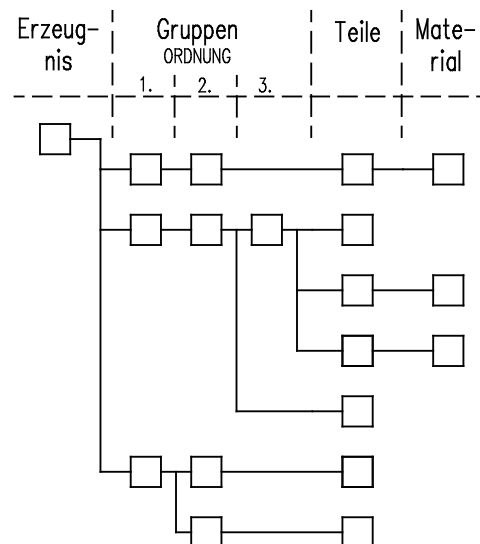 Erzeug-
nis
Gruppen
ORDNUNG
1. 2. 3.
Teile
Mate-
rial